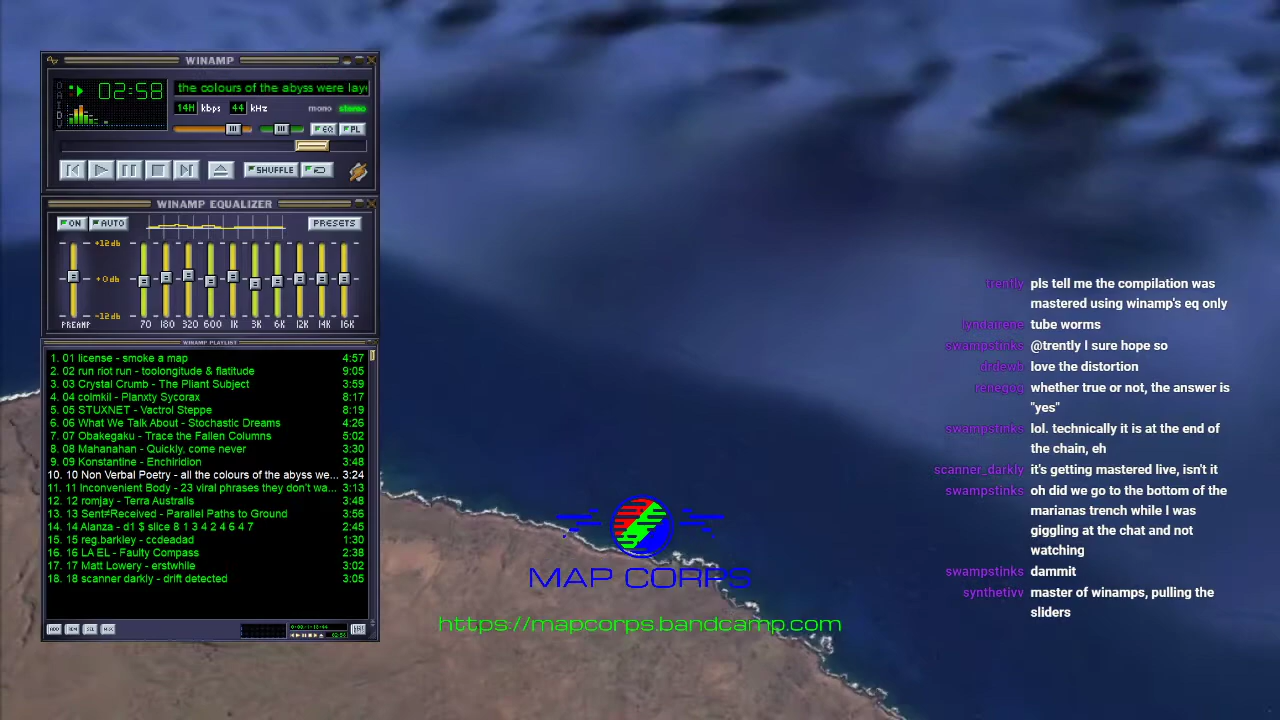 WINAMP
02:58
the colours of the abyss were laye
14H kbps 44 kHz mono stereo
EQ PL
SHUFFLE
WINAMP EQUALIZER
ON AUTO PRESETS
+12db
+0db
-12db
PREAMP 70 180 320 600 1K 3K 6K 12K 14K 16K
WINAMP PLAYLIST
1. 01 license - smoke a map 4:57
2. 02 run riot run - toolongitude & flatitude 9:05
3. 03 Crystal Crumb - The Pliant Subject 3:59
4. 04 colmkil - Planxty Sycorax 8:17
5. 05 STUXNET - Vactrol Steppe 8:19
6. 06 What We Talk About - Stochastic Dreams 4:26
7. 07 Obakegaku - Trace the Fallen Columns 5:02
8. 08 Mahanahan - Quickly, come never 3:30
9. 09 Konstantine - Enchiridion 3:48
10. 10 Non Verbal Poetry - all the colours of the abyss we... 3:24
11. 11 Inconvenient Body - 23 viral phrases they don't wa... 3:13
12. 12 romjay - Terra Australis 3:48
13. 13 Sent≠Received - Parallel Paths to Ground 3:56
14. 14 Alanza - d1 $ slice 8 1 3 4 2 4 6 4 7 2:45
15. 15 reg.barkley - ccdeadad 1:30
16. 16 LA EL - Faulty Compass 2:38
17. 17 Matt Lowery - erstwhile 3:02
18. 18 scanner darkly - drift detected 3:05
MAP CORPS
https://mapcorps.bandcamp.com
trently pls tell me the compilation was
mastered using winamp's eq only
lyndairene tube worms
swampstinks @trently I sure hope so
drdewb love the distortion
renegog whether true or not, the answer is
"yes"
swampstinks lol. technically it is at the end of
the chain, eh
scanner_darkly it's getting mastered live, isn't it
swampstinks oh did we go to the bottom of the
marianas trench while I was
giggling at the chat and not
watching
swampstinks dammit
synthetivv master of winamps, pulling the
sliders